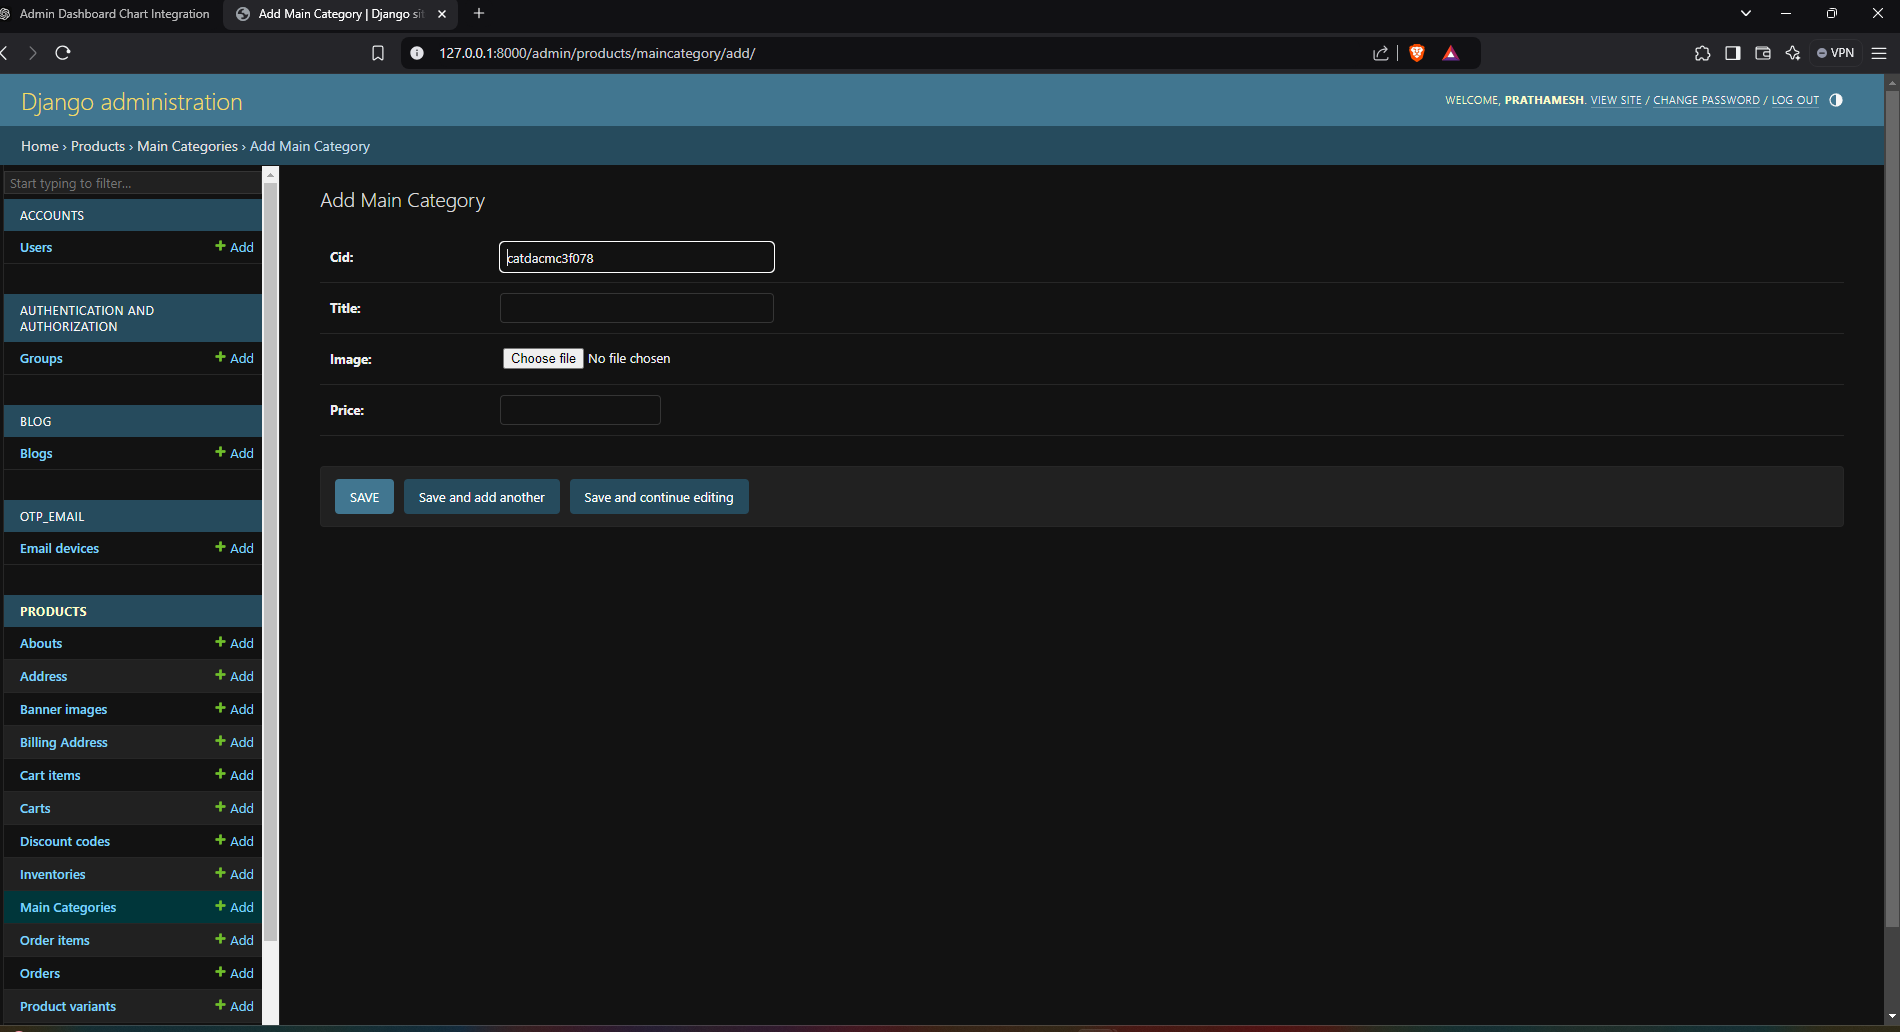 Admin Dashboard Chart Integration
Add Main Category | Django sit
127.0.0.1:8000/admin/products/maincategory/add/
VPN
Django administration
WELCOME, PRATHAMESH. VIEW SITE / CHANGE PASSWORD / LOG OUT
Home › Products › Main Categories › Add Main Category
Start typing to filter...
ACCOUNTS
Users + Add
AUTHENTICATION AND
AUTHORIZATION
Groups + Add
BLOG
Blogs + Add
OTP_EMAIL
Email devices + Add
PRODUCTS
Abouts + Add
Address + Add
Banner images + Add
Billing Address + Add
Cart items + Add
Carts + Add
Discount codes + Add
Inventories + Add
Main Categories + Add
Order items + Add
Orders + Add
Product variants + Add
Add Main Category
Cid: catdacmc3f078
Title:
Image: Choose file No file chosen
Price:
SAVE Save and add another Save and continue editing